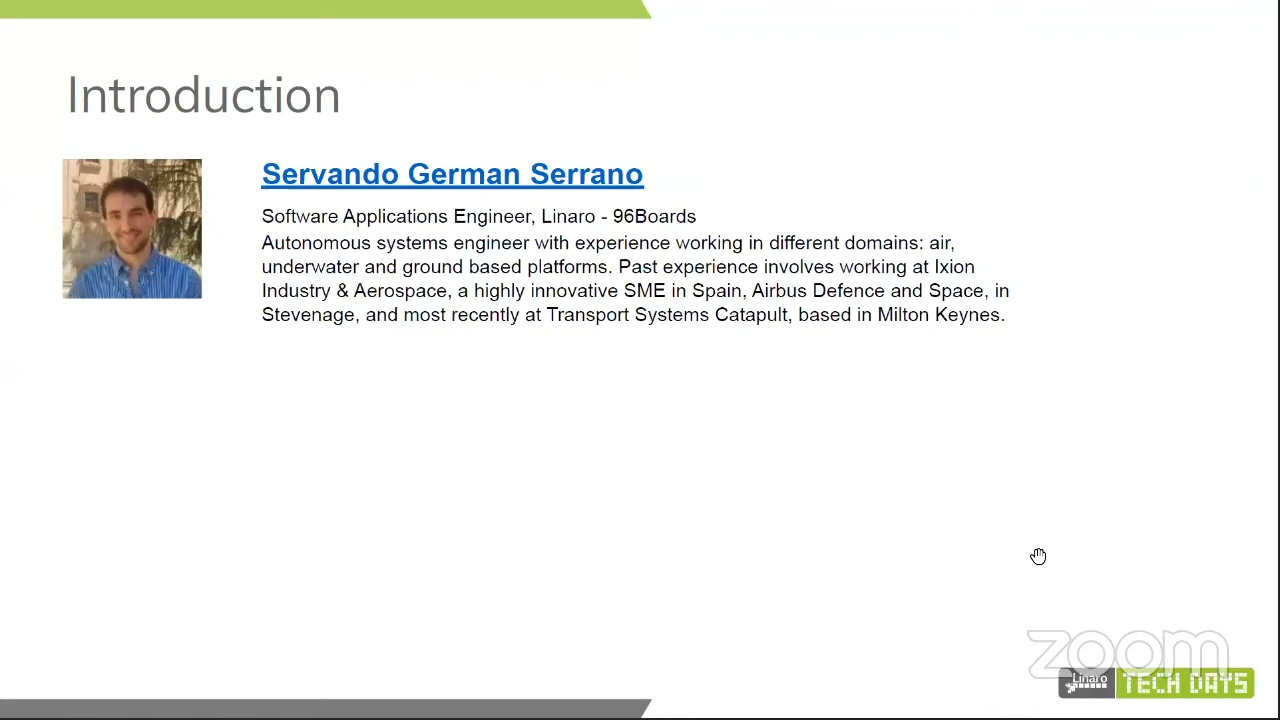 Introduction
Servando German Serrano
Software Applications Engineer, Linaro - 96Boards
Autonomous systems engineer with experience working in different domains: air,
underwater and ground based platforms. Past experience involves working at Ixion
Industry & Aerospace, a highly innovative SME in Spain, Airbus Defence and Space, in
Stevenage, and most recently at Transport Systems Catapult, based in Milton Keynes.
zoom
Linaro TECH DAYS